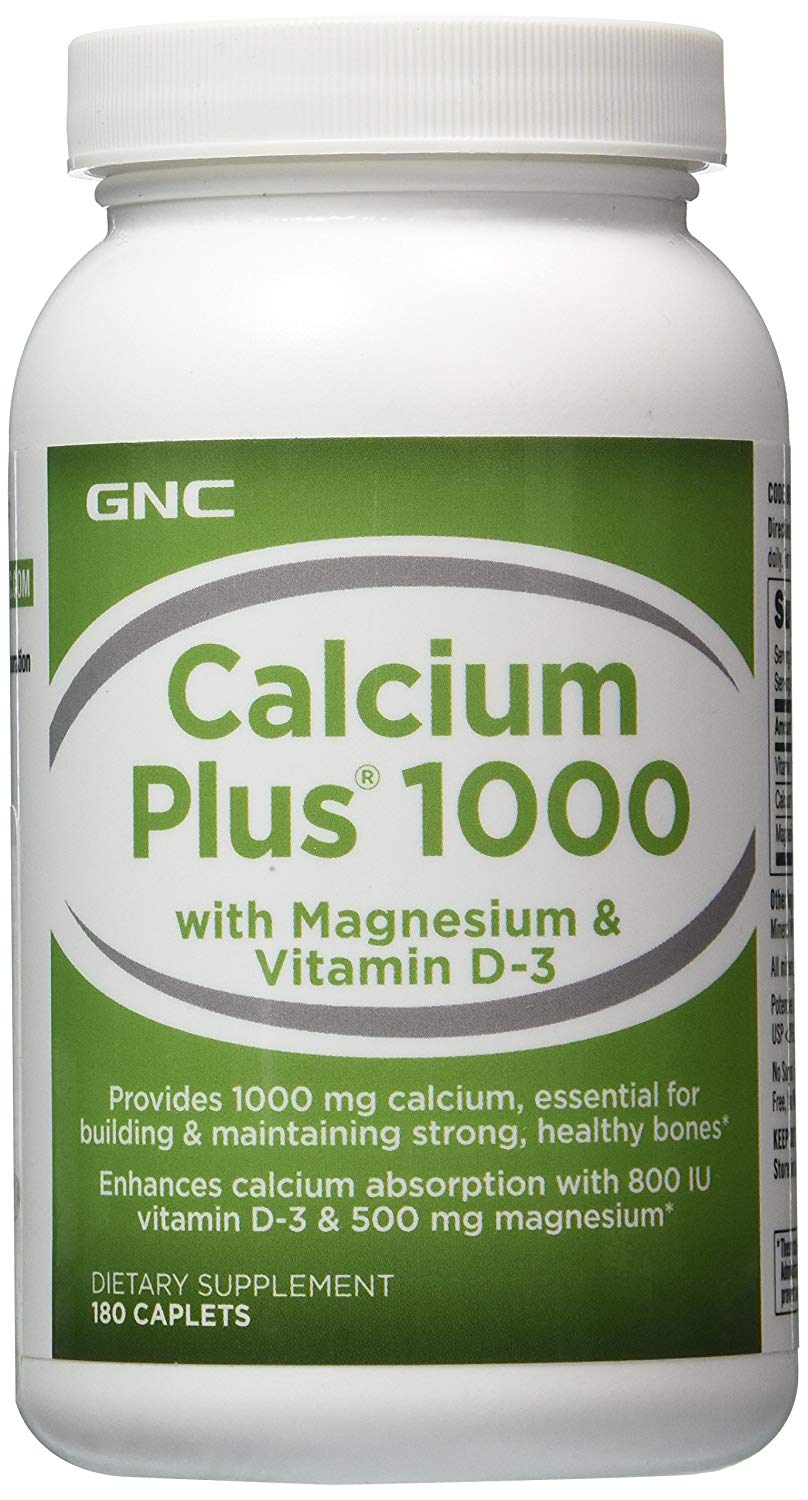 GNC
Calcium
Plus® 1000
with Magnesium &
Vitamin D-3
Provides 1000 mg calcium, essential for
building & maintaining strong, healthy bones*
Enhances calcium absorption with 800 IU
vitamin D-3 & 500 mg magnesium*
DIETARY SUPPLEMENT
180 CAPLETS